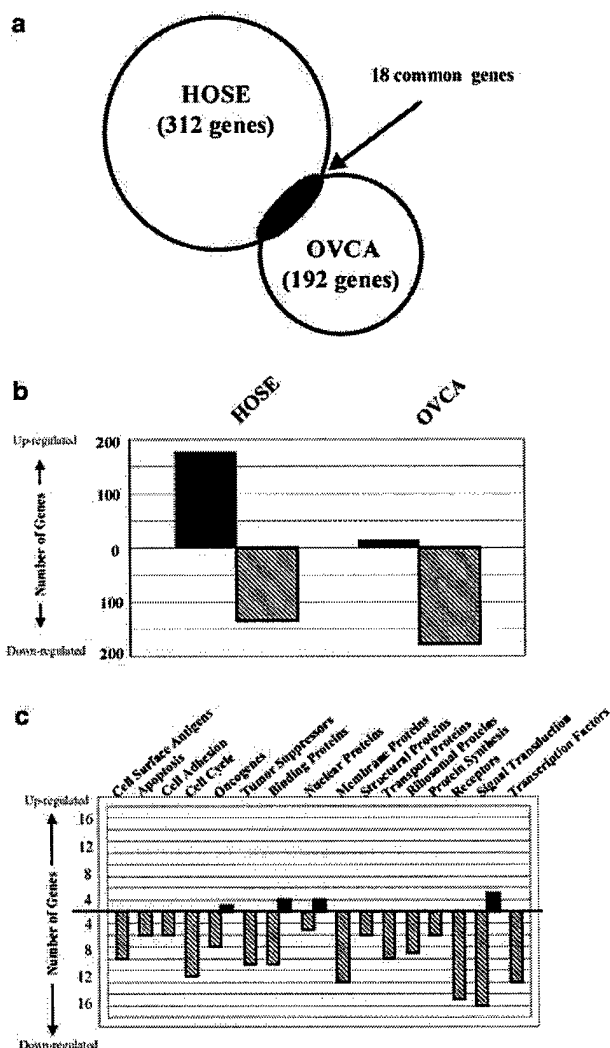 a
HOSE
(312 genes)
18 common genes
OVCA
(192 genes)
b
HOSE
OVCA
Up-regulated
Number of Genes
Down-regulated
200
100
0
100
200
c
Cell Surface Antigens
Apoptosis
Cell Adhesion
Cell Cycle
Oncogenes
Tumor Suppressors
Binding Proteins
Nuclear Proteins
Membrane Proteins
Structural Proteins
Transport Proteins
Ribosomal Proteins
Protein Synthesis
Receptors
Signal Transduction
Transcription Factors
Up-regulated
Number of Genes
Down-regulated
16
12
8
4
4
8
12
16